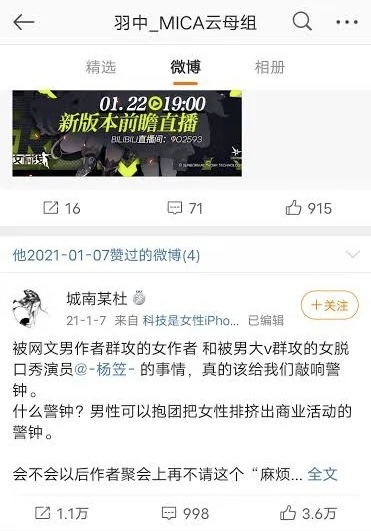 羽中_MICA云母组
精选
微博
相册
01.22 19:00
新版本前瞻直播
BILIBILI直播间：902593
16
71
915
他2021-01-07赞过的微博(4)
城南某杜
+关注
21-1-7 来自 科技是女性iPho... 已编辑
被网文男作者群攻的女作者 和被男大v群攻的女脱
口秀演员@-杨笠- 的事情，真的该给我们敲响警
钟。
什么警钟？男性可以抱团把女性排挤出商业活动的
警钟。
会不会以后作者聚会上再不请这个“麻烦... 全文
1.1万
998
3.6万